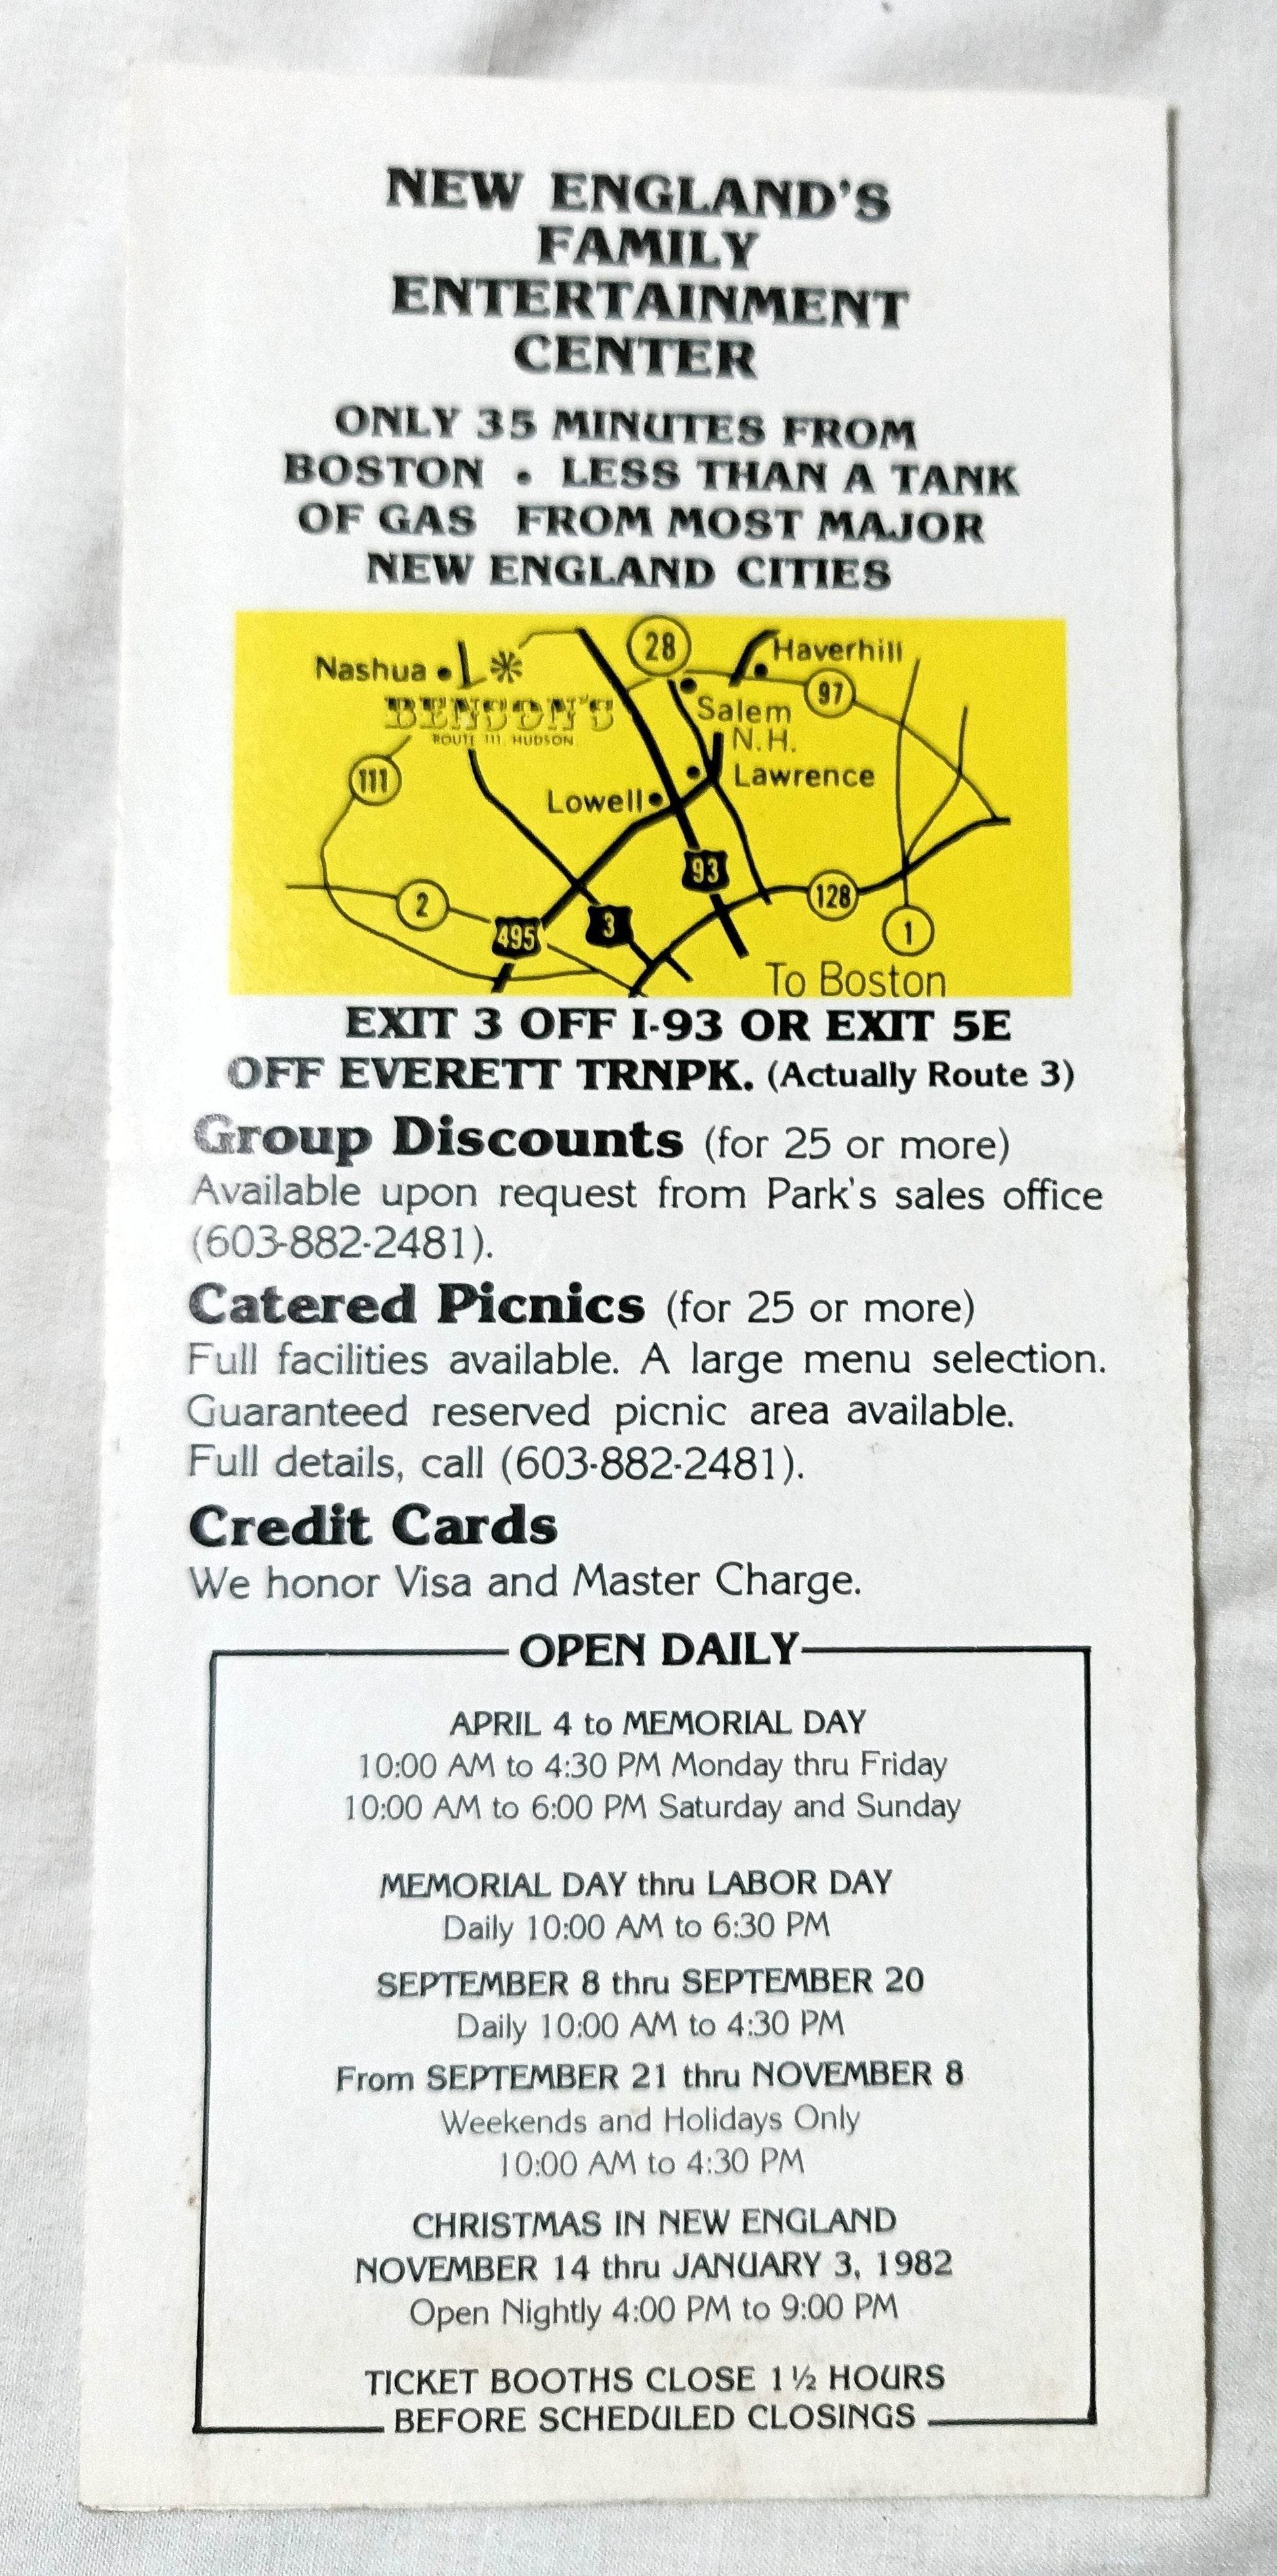 NEW ENGLAND'S
FAMILY
ENTERTAINMENT
CENTER
ONLY 35 MINUTES FROM
BOSTON • LESS THAN A TANK
OF GAS FROM MOST MAJOR
NEW ENGLAND CITIES
Nashua
28
Haverhill
97
BENSON'S
ROUTE 111, HUDSON
Salem
N.H.
111
Lawrence
Lowell
93
2
128
495
3
1
To Boston
EXIT 3 OFF I-93 OR EXIT 5E
OFF EVERETT TRNPK. (Actually Route 3)
Group Discounts (for 25 or more)
Available upon request from Park's sales office
(603-882-2481).
Catered Picnics (for 25 or more)
Full facilities available. A large menu selection.
Guaranteed reserved picnic area available.
Full details, call (603-882-2481).
Credit Cards
We honor Visa and Master Charge.
OPEN DAILY
APRIL 4 to MEMORIAL DAY
10:00 AM to 4:30 PM Monday thru Friday
10:00 AM to 6:00 PM Saturday and Sunday
MEMORIAL DAY thru LABOR DAY
Daily 10:00 AM to 6:30 PM
SEPTEMBER 8 thru SEPTEMBER 20
Daily 10:00 AM to 4:30 PM
From SEPTEMBER 21 thru NOVEMBER 8
Weekends and Holidays Only
10:00 AM to 4:30 PM
CHRISTMAS IN NEW ENGLAND
NOVEMBER 14 thru JANUARY 3, 1982
Open Nightly 4:00 PM to 9:00 PM
TICKET BOOTHS CLOSE 1 ½ HOURS
BEFORE SCHEDULED CLOSINGS